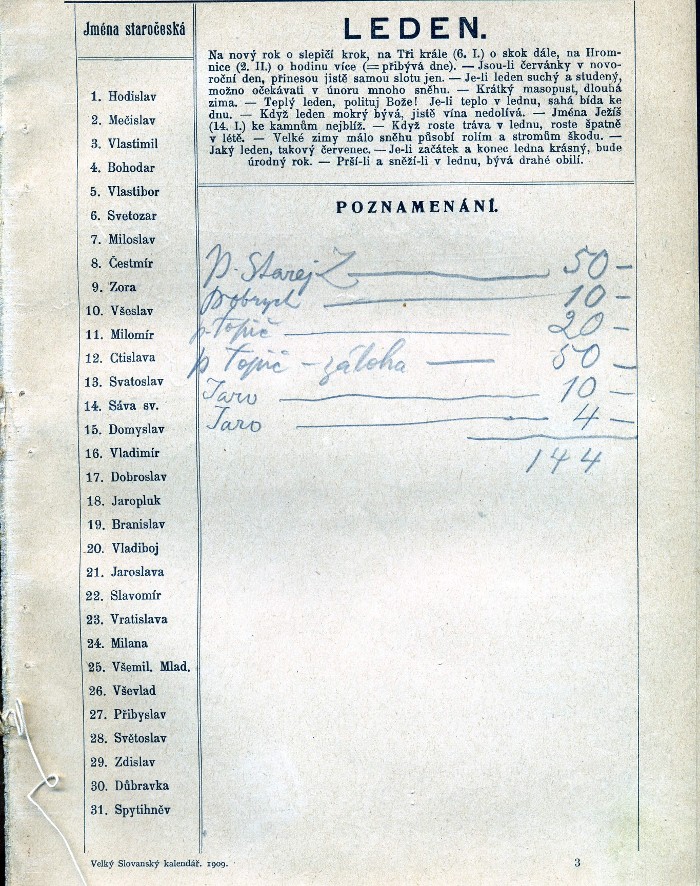 Jména staročeská
1. Hodislav
2. Mečislav
3. Vlastimil
4. Bohodar
5. Vlastibor
6. Svetozar
7. Miloslav
8. Čestmír
9. Zora
10. Všeslav
11. Milomír
12. Ctislava
13. Svatoslav
14. Sáva sv.
15. Domyslav
16. Vladimír
17. Dobroslav
18. Jaropluk
19. Branislav
20. Vladiboj
21. Jaroslava
22. Slavomír
23. Vratislava
24. Milana
25. Všemil. Mlad.
26. Vševlad
27. Přibyslav
28. Světoslav
29. Zdislav
30. Důbravka
31. Spytihněv
LEDEN.
Na nový rok o slepičí krok, na Tři krále (6. I.) o skok dále, na Hrom-
nice (2. II.) o hodinu více (= přibývá dne). — Jsou-li červánky v novo-
roční den, přinesou jistě samou slotu jen. — Je-li leden suchý a studený,
možno očekávati v únoru mnoho sněhu. — Krátký masopust, dlouhá
zima. — Teplý leden, polituj Bože! Je-li teplo v lednu, sahá bída ke
dnu. — Když leden mokrý bývá, jistě vína nedolívá. — Jména Ježíš
(14. I.) ke kamnům nejblíž. — Když roste tráva v lednu, roste špatně
v létě. — Velké zimy málo sněhu působí rolím a stromům škodu. —
Jaký leden, takový červenec. — Je-li začátek a konec ledna krásný, bude
úrodný rok. — Prší-li a sněží-li v lednu, bývá drahé obilí.
POZNAMENÁNÍ.
p. Starej — 50 —
— 10 —
p. Topič — 20 —
p Topič – záloha — 50 —
Jaro — 10 —
Jaro — 4 —
144
Velký Slovanský kalendář. 1909.
3